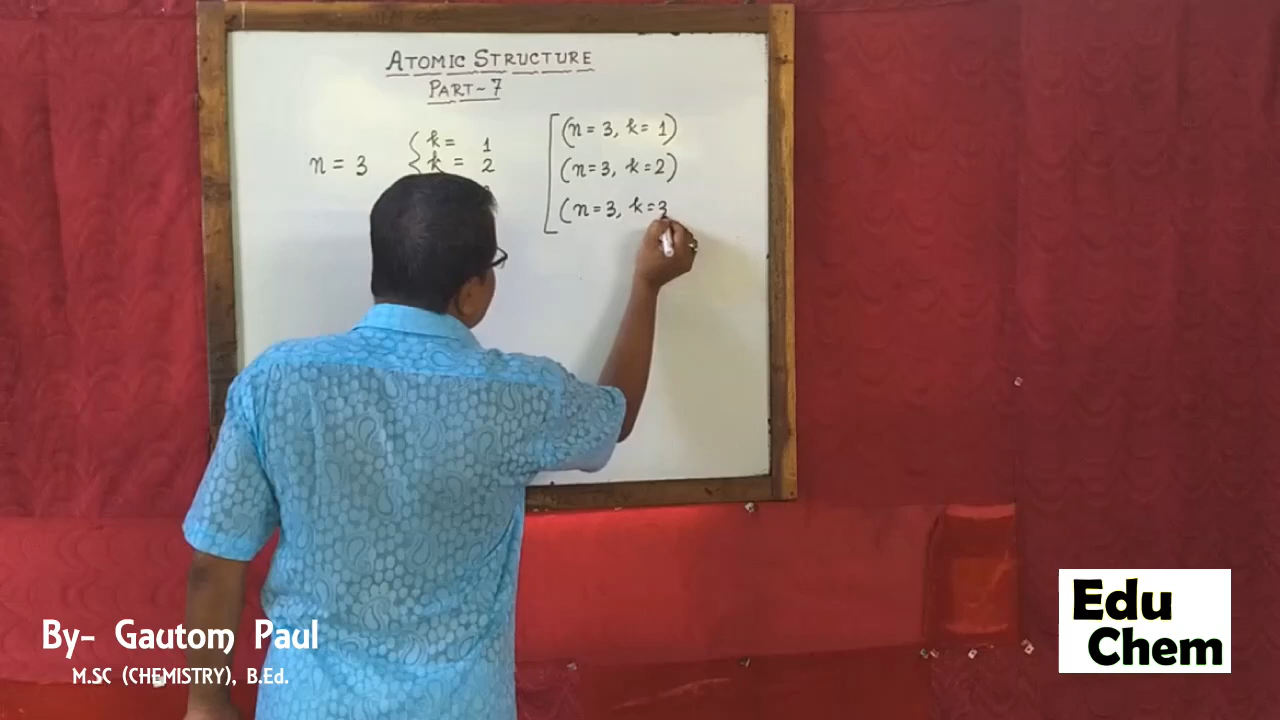 ATOMIC STRUCTURE
PART-7
n = 3
k = 1
k = 2
(n=3, k=1)
(n=3, k=2)
(n=3, k=3
By- Gautom Paul
M.SC (CHEMISTRY), B.Ed.
Edu
Chem